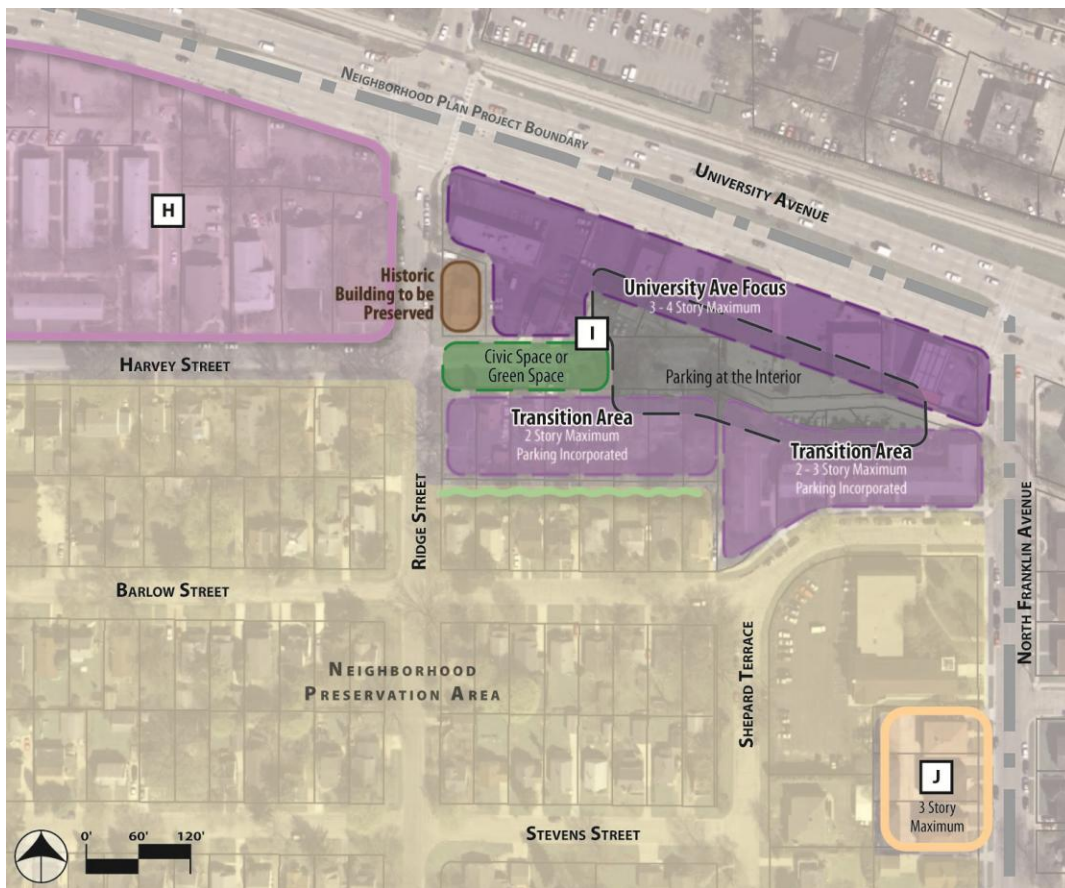 Neighborhood Plan Project Boundary
University Avenue
H
Historic
Building to be
Preserved
University Ave Focus
3 - 4 Story Maximum
I
Harvey Street
Civic Space or
Green Space
Parking at the Interior
Transition Area
2 Story Maximum
Parking Incorporated
Transition Area
2 - 3 Story Maximum
Parking Incorporated
Ridge Street
North Franklin Avenue
Barlow Street
Neighborhood
Preservation Area
Shepard Terrace
J
3 Story
Maximum
Stevens Street
0' 60' 120'